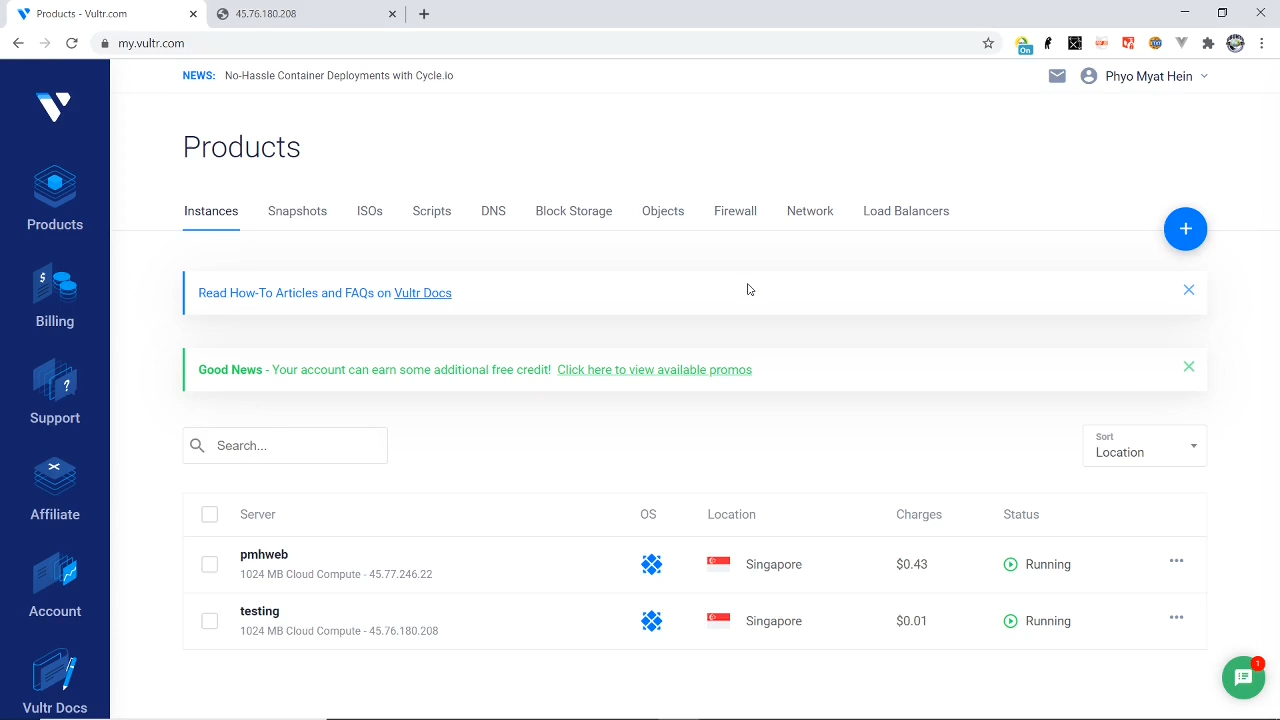 Products - Vultr.com
45.76.180.208
my.vultr.com
On
NEWS: No-Hassle Container Deployments with Cycle.io
Phyo Myat Hein
Products
Instances Snapshots ISOs Scripts DNS Block Storage Objects Firewall Network Load Balancers
+
Products
Billing
Support
Affiliate
Account
Vultr Docs
Read How-To Articles and FAQs on Vultr Docs
Good News - Your account can earn some additional free credit! Click here to view available promos
Search...
Sort
Location
Server OS Location Charges Status
pmhweb
1024 MB Cloud Compute - 45.77.246.22
Singapore $0.43 Running
testing
1024 MB Cloud Compute - 45.76.180.208
Singapore $0.01 Running
1